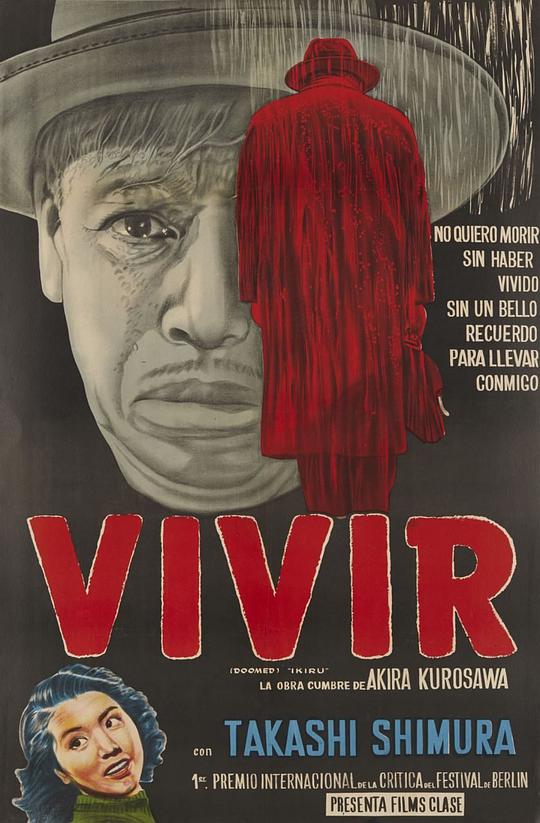 NO QUIERO MORIR
SIN HABER
VIVIDO
SIN UN BELLO
RECUERDO
PARA LLEVAR
CONMIGO
VIVIR
(DOOMED) "IKIRU"
LA OBRA CUMBRE DE AKIRA KUROSAWA
con TAKASHI SHIMURA
1er. PREMIO INTERNACIONAL DE LA CRITICA DEL FESTIVAL DE BERLIN
PRESENTA FILMS CLASE